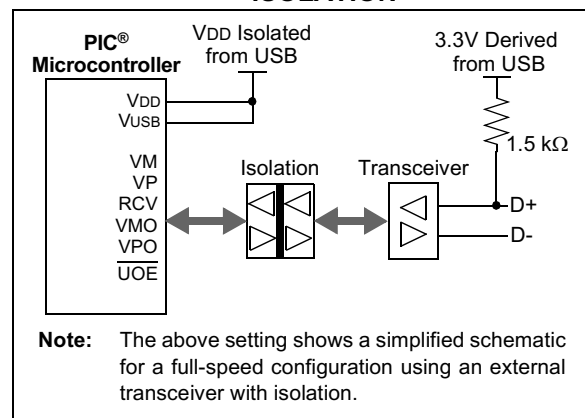 ISOLATION
PIC®
Microcontroller
VDD Isolated
from USB
3.3V Derived
from USB
VDD
VUSB
1.5 kΩ
VM
VP
RCV
VMO
VPO
UOE
Isolation
Transceiver
D+
D-
Note: The above setting shows a simplified schematic
for a full-speed configuration using an external
transceiver with isolation.